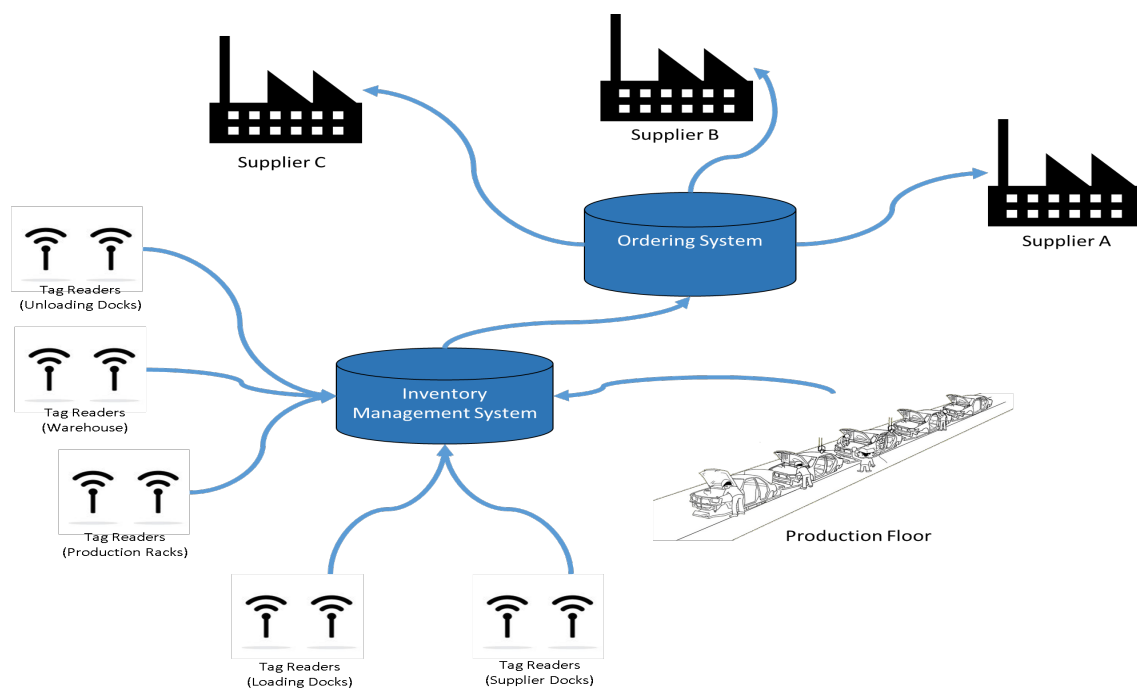 Supplier C
Supplier B
Supplier A
Ordering System
Tag Readers
(Unloading Docks)
Tag Readers
(Warehouse)
Inventory
Management System
Tag Readers
(Production Racks)
Production Floor
Tag Readers
(Loading Docks)
Tag Readers
(Supplier Docks)